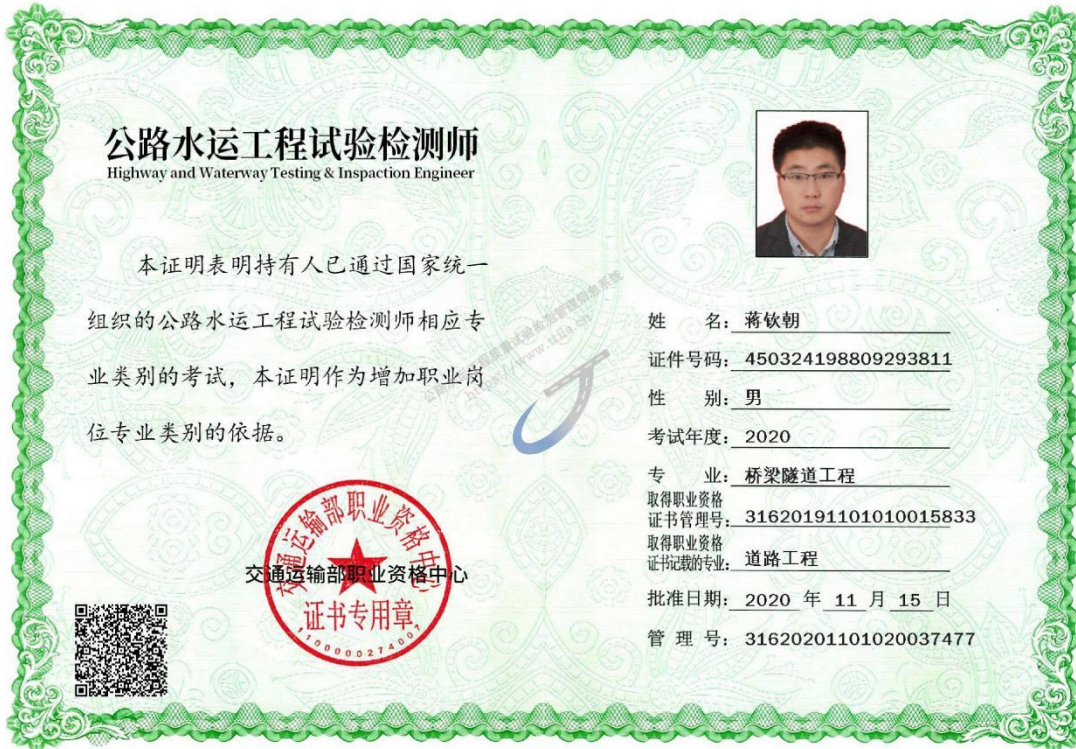 公路水运工程试验检测师
Highway and Waterway Testing & Inspaction Engineer
本证明表明持有人已通过国家统一
组织的公路水运工程试验检测师相应专
业类别的考试，本证明作为增加职业岗
位专业类别的依据。
交通运输部职业资格中心
交通运输部职业资格中心
证书专用章
1100000274007
姓 名：蒋钦朝
证件号码：450324198809293811
性 别：男
考试年度：2020
专 业：桥梁隧道工程
取得职业资格
证书管理号：31620191101010015833
取得职业资格
证书记载的专业：道路工程
批准日期：2020 年 11 月 15 日
管 理 号：31620201101020037477